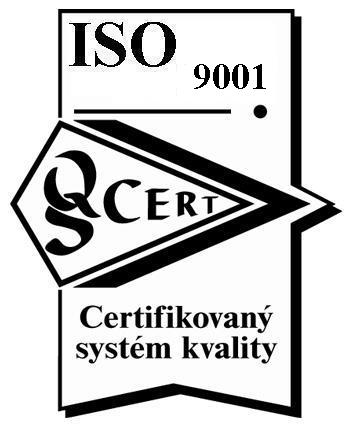 ISO
9001
QSCERT
Certifikovaný
systém kvality